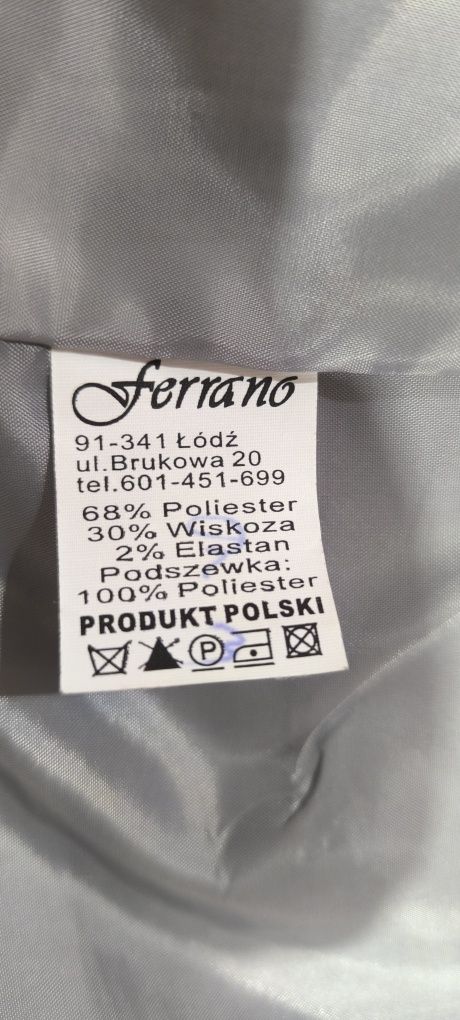 ferrano
91-341 Łódź
ul.Brukowa 20
tel.601-451-699
68% Poliester
30% Wiskoza
2% Elastan
Podszewka:
100% Poliester
PRODUKT POLSKI
P